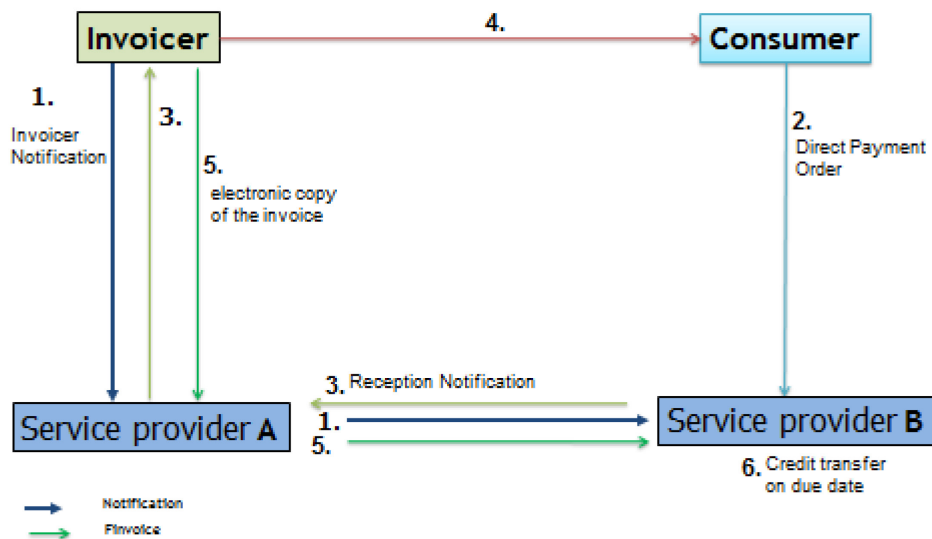 Invoicer
4.
Consumer
1.
Invoicer
Notification
3.
5.
electronic copy
of the invoice
2.
Direct Payment
Order
3. Reception Notification
Service provider A
1.
5.
Service provider B
6. Credit transfer
on due date
Notification
Finvoice